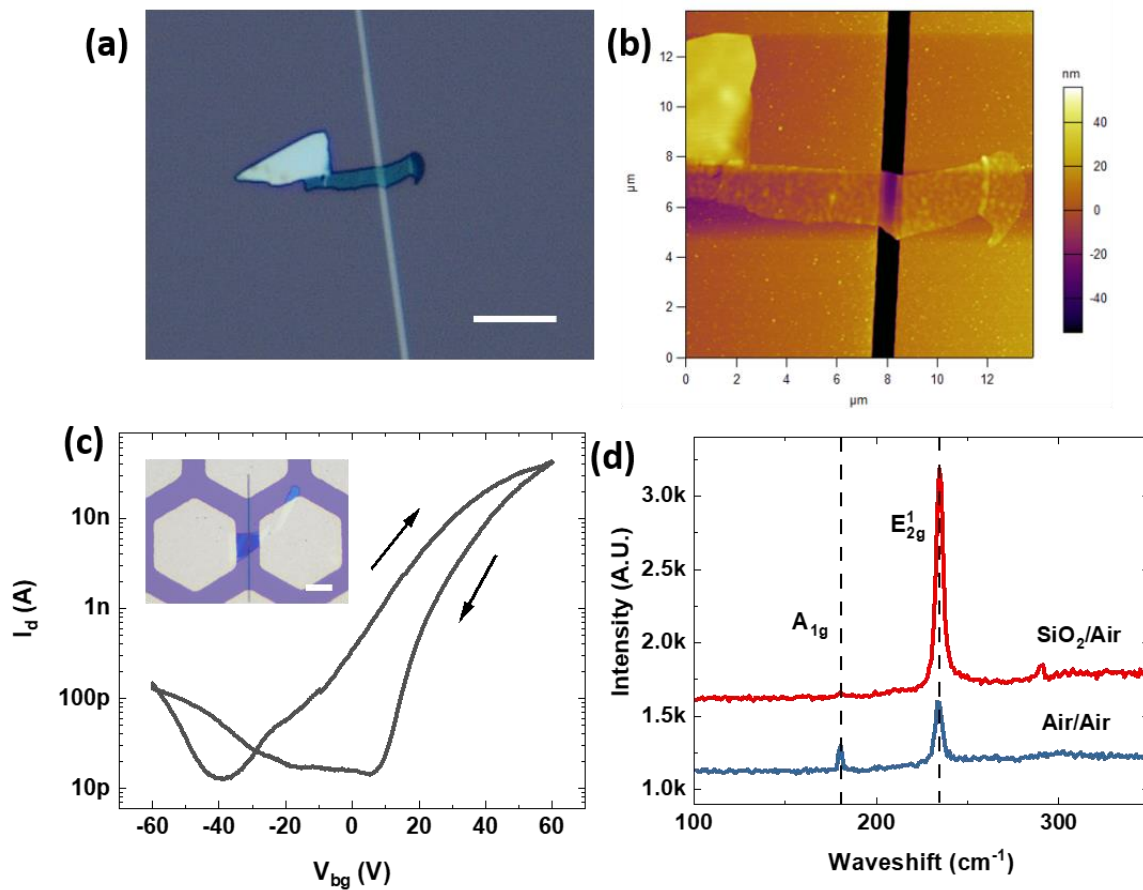 (a)
(b)
12
10
8
6
4
2
0
µm
0 2 4 6 8 10 12
µm
nm
40
20
0
-20
-40
(c)
10n
1n
100p
10p
I_d (A)
-60 -40 -20 0 20 40 60
V_bg (V)
(d)
3.0k
2.5k
2.0k
1.5k
1.0k
Intensity (A.U.)
E^1_2g
A_1g
SiO₂/Air
Air/Air
100 200 300
Waveshift (cm⁻¹)